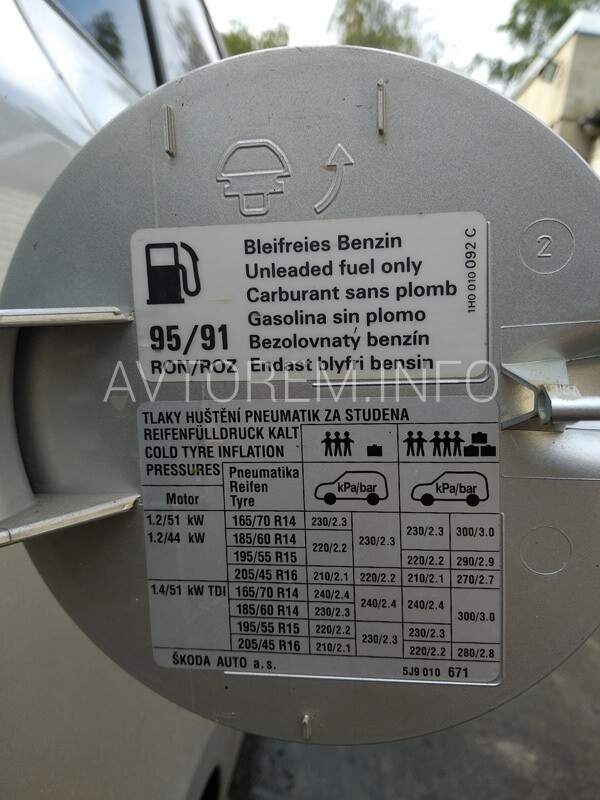 2
Bleifreies Benzin
Unleaded fuel only
Carburant sans plomb
Gasolina sin plomo
95/91 Bezolovnatý benzín
RON/ROZ Endast blyfri bensin
1H0 010 092 C
AVTOREM.INFO
TLAKY HUŠTĚNÍ PNEUMATIK ZA STUDENA
REIFENFÜLLDRUCK KALT
COLD TYRE INFLATION
PRESSURES
Pneumatika
Reifen
Tyre
Motor
kPa/bar kPa/bar
1.2/51 kW 165/70 R14 230/2.3 230/2.3 230/2.3 300/3.0
1.2/44 kW 185/60 R14 220/2.2
195/55 R15 220/2.2 290/2.9
205/45 R16 210/2.1 220/2.2 210/2.1 270/2.7
1.4/51 kW TDI 165/70 R14 240/2.4 240/2.4 240/2.4 300/3.0
185/60 R14 230/2.3
195/55 R15 220/2.2 230/2.3 230/2.3
205/45 R16 210/2.1 220/2.2 280/2.8
ŠKODA AUTO a.s. 5J9 010 671